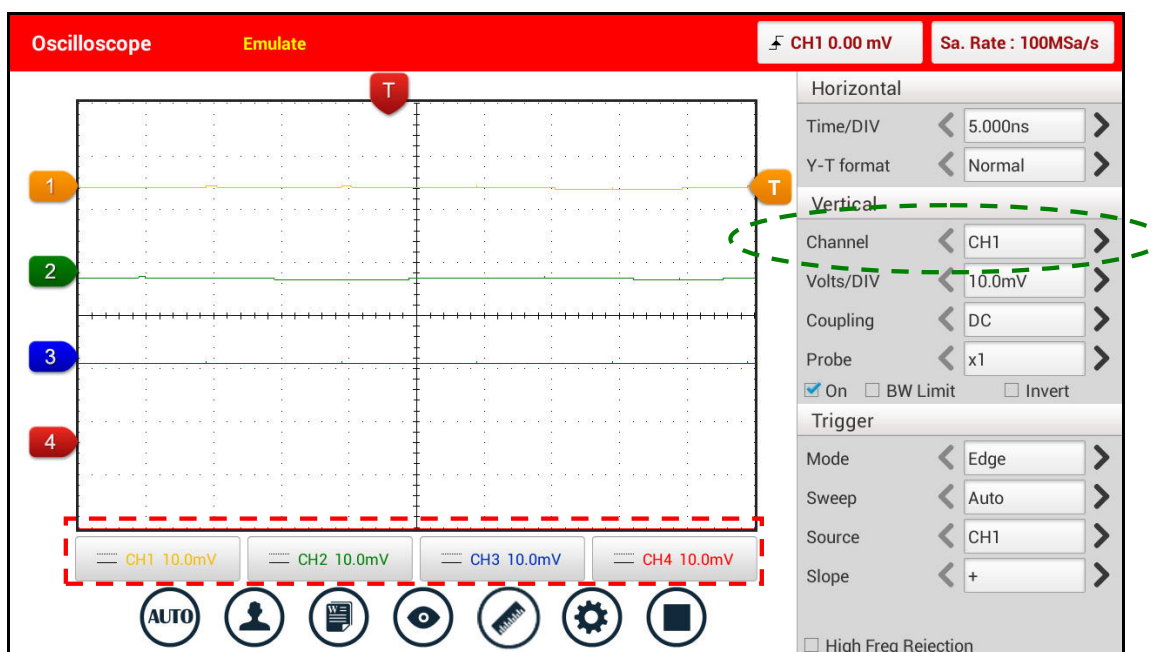 Oscilloscope Emulate CH1 0.00 mV Sa. Rate : 100MSa/s
T
Horizontal
Time/DIV 5.000ns
Y-T format Normal
1
T
Vertical
Channel CH1
2
Volts/DIV 10.0mV
Coupling DC
3
Probe x1
On BW Limit Invert
Trigger
4
Mode Edge
Sweep Auto
Source CH1
CH1 10.0mV CH2 10.0mV CH3 10.0mV CH4 10.0mV
Slope +
AUTO W
High Freq Rejection